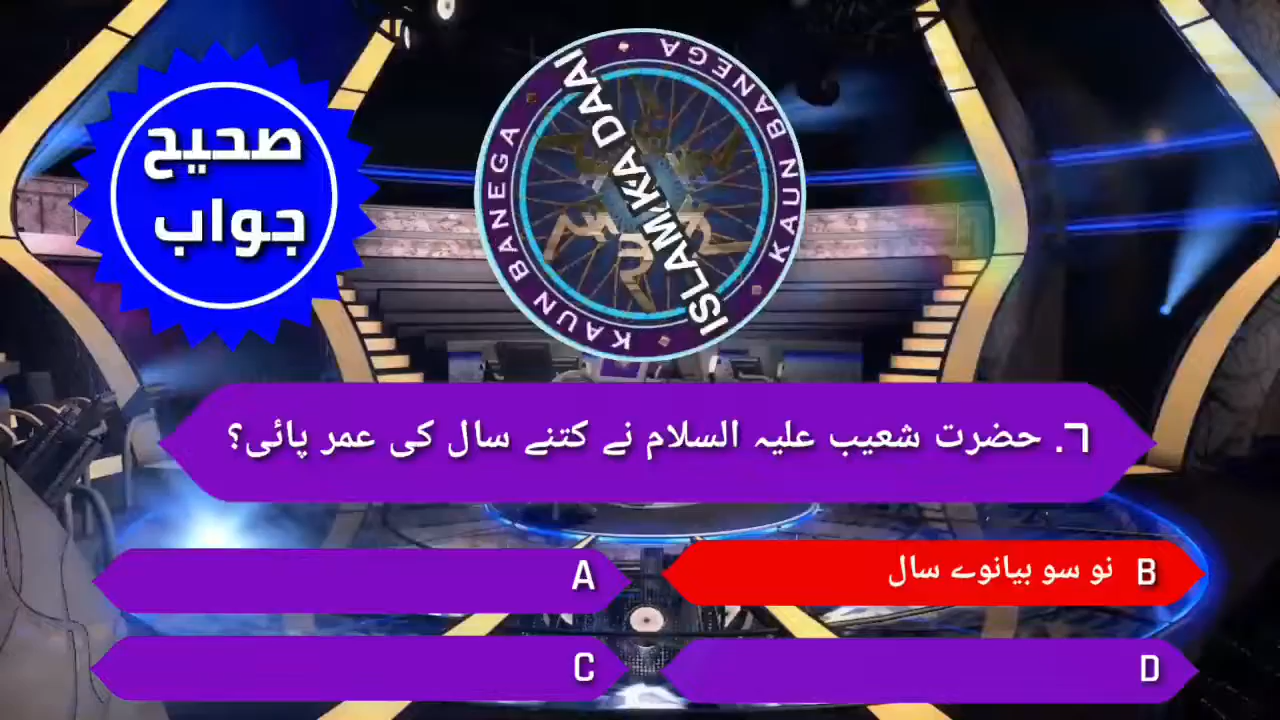 صحیح
جواب
KAUN BANEGA
KAUN BANEGA
ISLAM KA DAAI
٦. حضرت شعیب علیہ السلام نے کتنے سال کی عمر پائی؟
A
B نو سو بیانوے سال
C
D